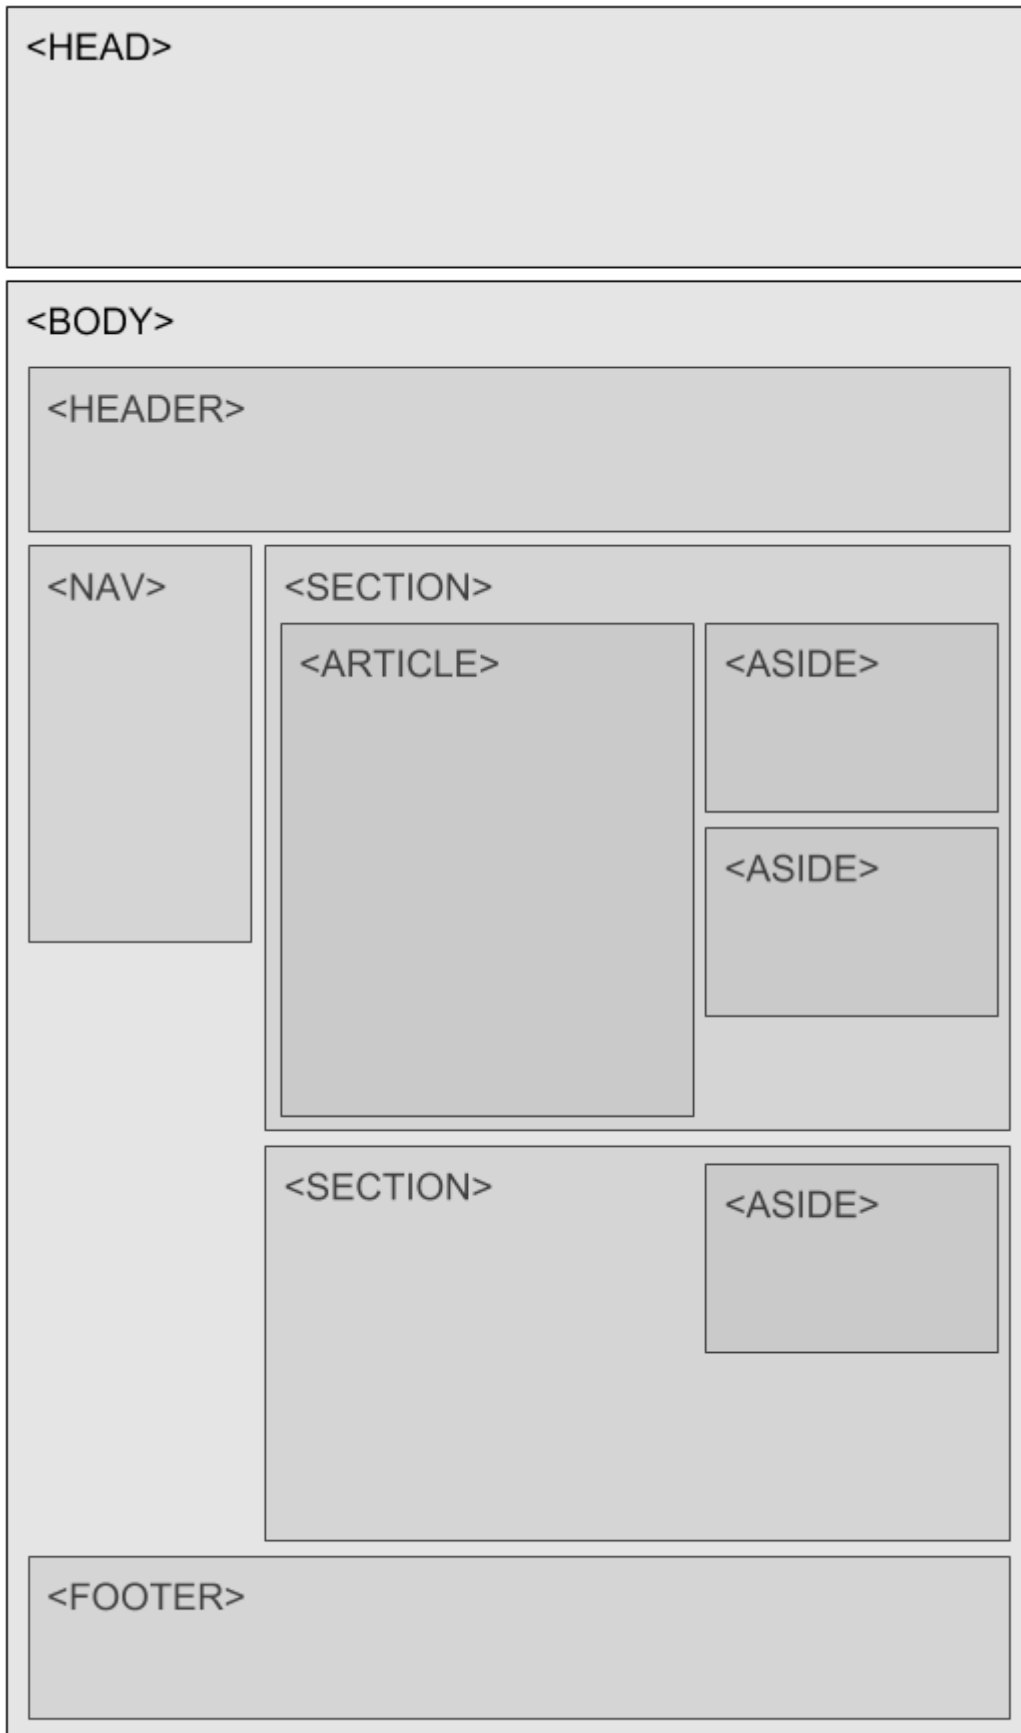 <HEAD>
<BODY>
<HEADER>
<NAV>
<SECTION>
<ARTICLE>
<ASIDE>
<ASIDE>
<SECTION>
<ASIDE>
<FOOTER>